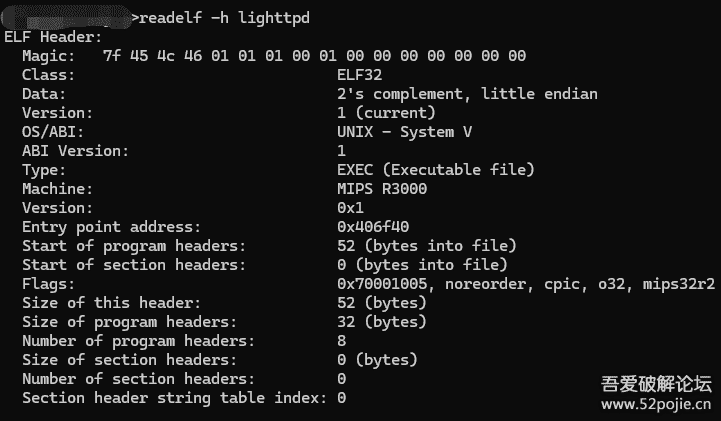 >readelf -h lighttpd
ELF Header:
  Magic:   7f 45 4c 46 01 01 01 00 01 00 00 00 00 00 00 00
  Class:                             ELF32
  Data:                              2's complement, little endian
  Version:                           1 (current)
  OS/ABI:                            UNIX - System V
  ABI Version:                       1
  Type:                              EXEC (Executable file)
  Machine:                           MIPS R3000
  Version:                           0x1
  Entry point address:               0x406f40
  Start of program headers:          52 (bytes into file)
  Start of section headers:          0 (bytes into file)
  Flags:                             0x70001005, noreorder, cpic, o32, mips32r2
  Size of this header:               52 (bytes)
  Size of program headers:           32 (bytes)
  Number of program headers:         8
  Size of section headers:           0 (bytes)
  Number of section headers:         0
  Section header string table index: 0
吾爱破解论坛
www.52pojie.cn